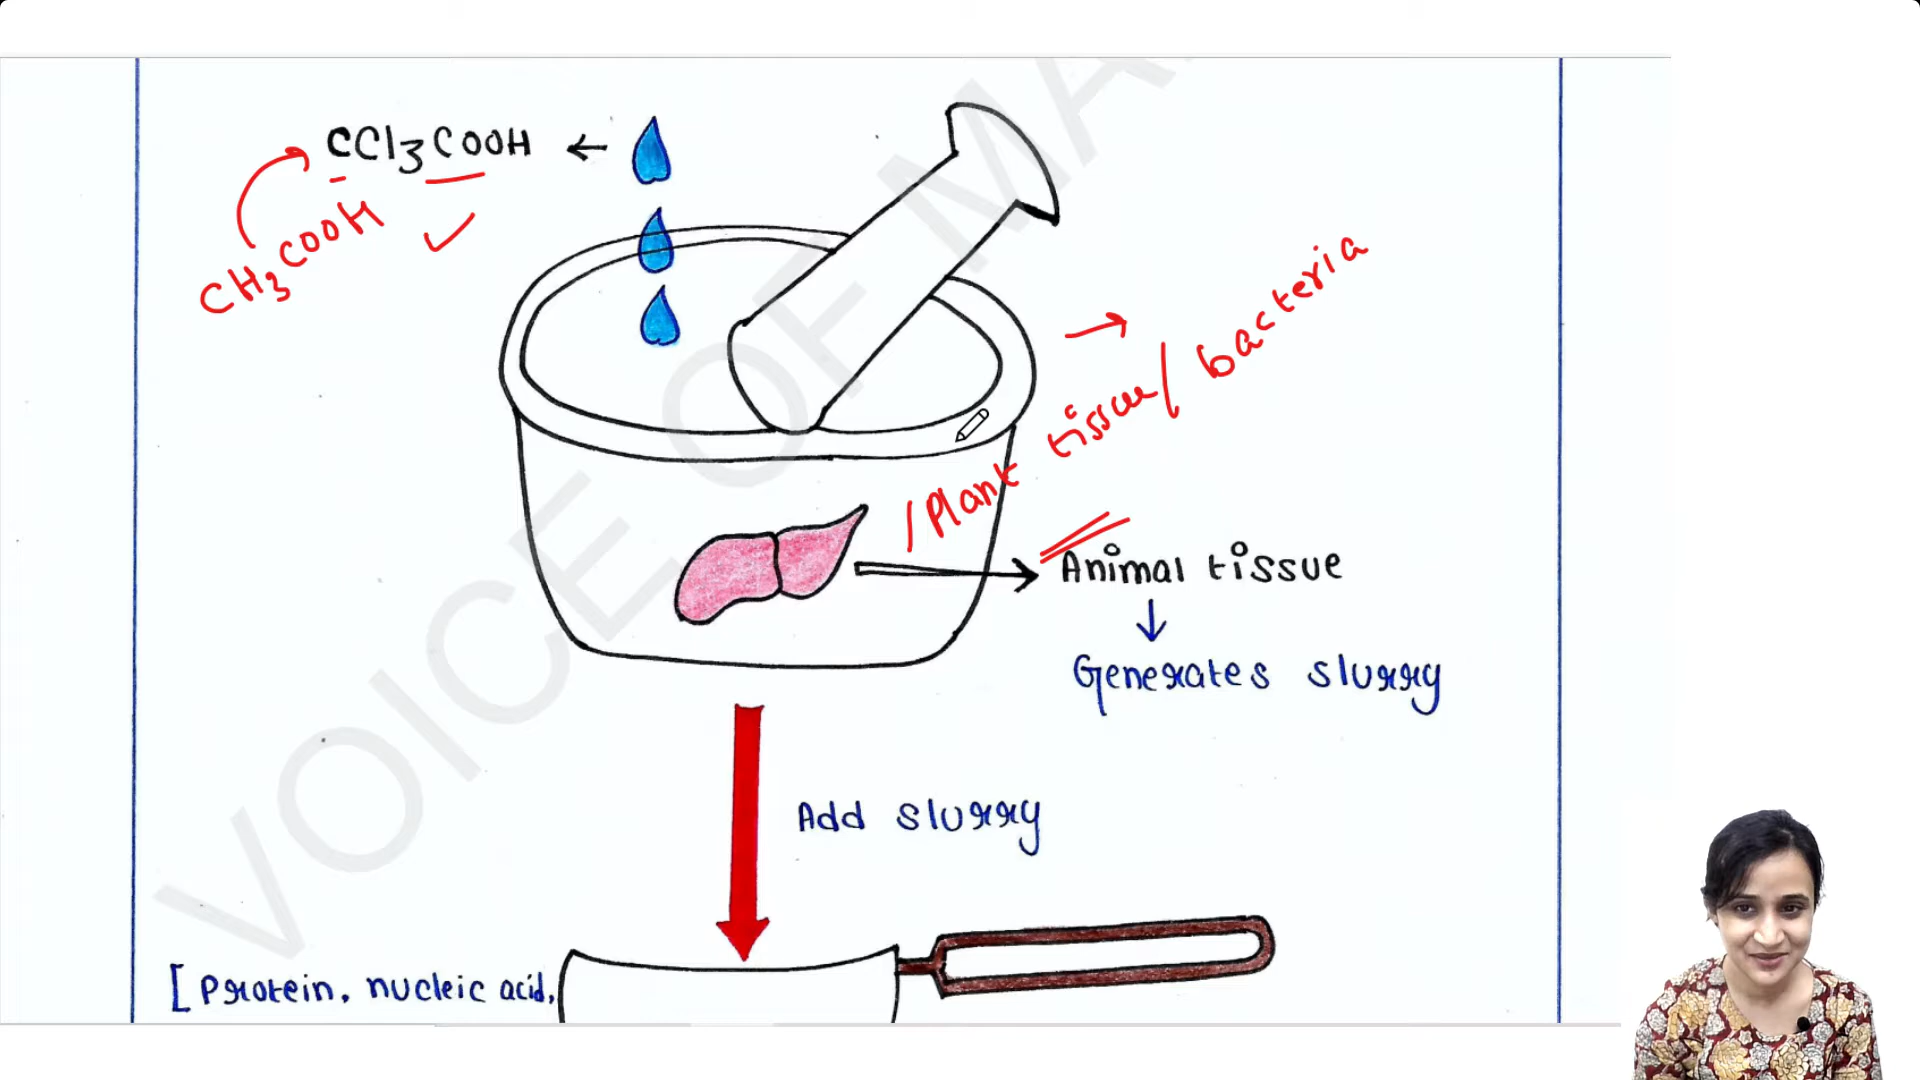 CCl3COOH ←
CH3COOH
/Plant tissue/ bacteria
Animal tissue
Generates slurry
Add slurry
[Protein, nucleic acid,
VOICE OF MA